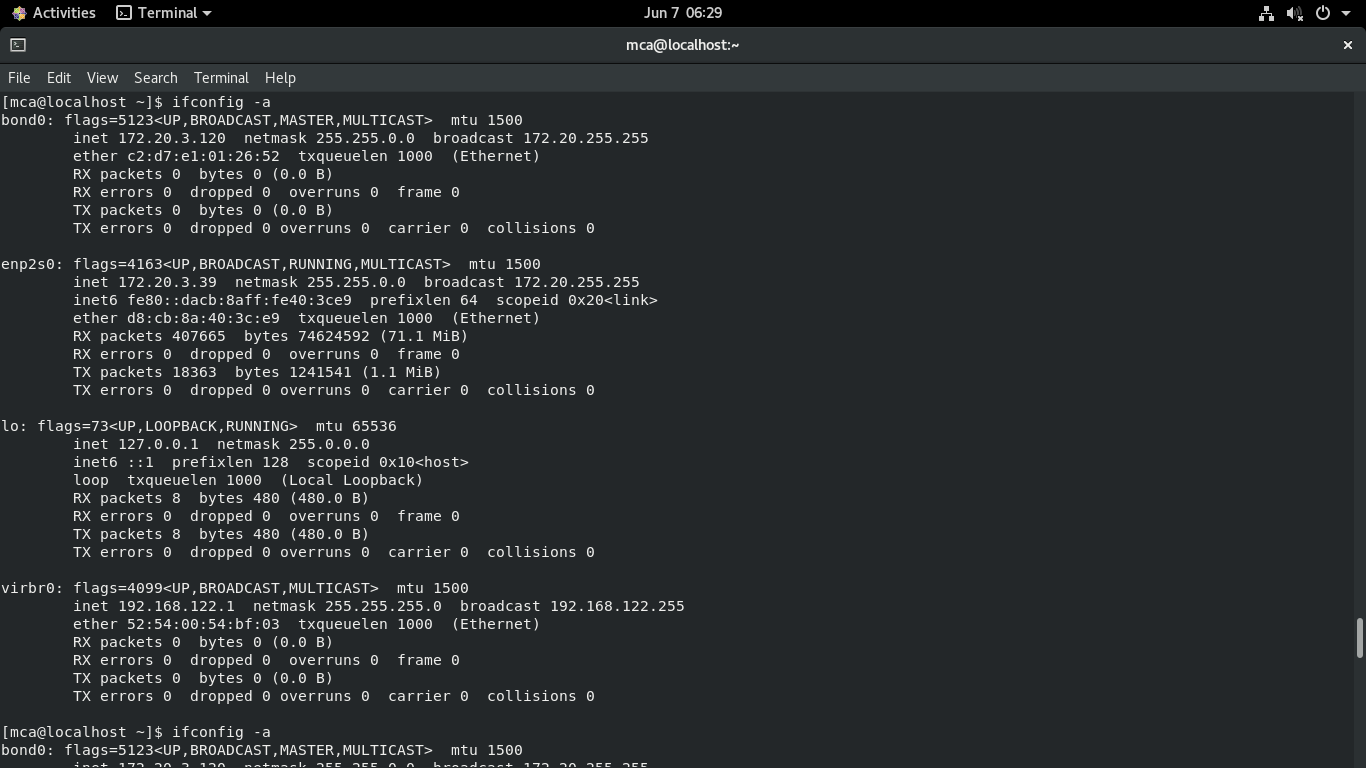 Activities Terminal Jun 7 06:29
mca@localhost:~
File Edit View Search Terminal Help
[mca@localhost ~]$ ifconfig -a
bond0: flags=5123<UP,BROADCAST,MASTER,MULTICAST>  mtu 1500
        inet 172.20.3.120  netmask 255.255.0.0  broadcast 172.20.255.255
        ether c2:d7:e1:01:26:52  txqueuelen 1000  (Ethernet)
        RX packets 0  bytes 0 (0.0 B)
        RX errors 0  dropped 0  overruns 0  frame 0
        TX packets 0  bytes 0 (0.0 B)
        TX errors 0  dropped 0 overruns 0  carrier 0  collisions 0

enp2s0: flags=4163<UP,BROADCAST,RUNNING,MULTICAST>  mtu 1500
        inet 172.20.3.39  netmask 255.255.0.0  broadcast 172.20.255.255
        inet6 fe80::dacb:8aff:fe40:3ce9  prefixlen 64  scopeid 0x20<link>
        ether d8:cb:8a:40:3c:e9  txqueuelen 1000  (Ethernet)
        RX packets 407665  bytes 74624592 (71.1 MiB)
        RX errors 0  dropped 0  overruns 0  frame 0
        TX packets 18363  bytes 1241541 (1.1 MiB)
        TX errors 0  dropped 0 overruns 0  carrier 0  collisions 0

lo: flags=73<UP,LOOPBACK,RUNNING>  mtu 65536
        inet 127.0.0.1  netmask 255.0.0.0
        inet6 ::1  prefixlen 128  scopeid 0x10<host>
        loop  txqueuelen 1000  (Local Loopback)
        RX packets 8  bytes 480 (480.0 B)
        RX errors 0  dropped 0  overruns 0  frame 0
        TX packets 8  bytes 480 (480.0 B)
        TX errors 0  dropped 0 overruns 0  carrier 0  collisions 0

virbr0: flags=4099<UP,BROADCAST,MULTICAST>  mtu 1500
        inet 192.168.122.1  netmask 255.255.255.0  broadcast 192.168.122.255
        ether 52:54:00:54:bf:03  txqueuelen 1000  (Ethernet)
        RX packets 0  bytes 0 (0.0 B)
        RX errors 0  dropped 0  overruns 0  frame 0
        TX packets 0  bytes 0 (0.0 B)
        TX errors 0  dropped 0 overruns 0  carrier 0  collisions 0

[mca@localhost ~]$ ifconfig -a
bond0: flags=5123<UP,BROADCAST,MASTER,MULTICAST>  mtu 1500
        inet 172.20.3.120  netmask 255.255.0.0  broadcast 172.20.255.255